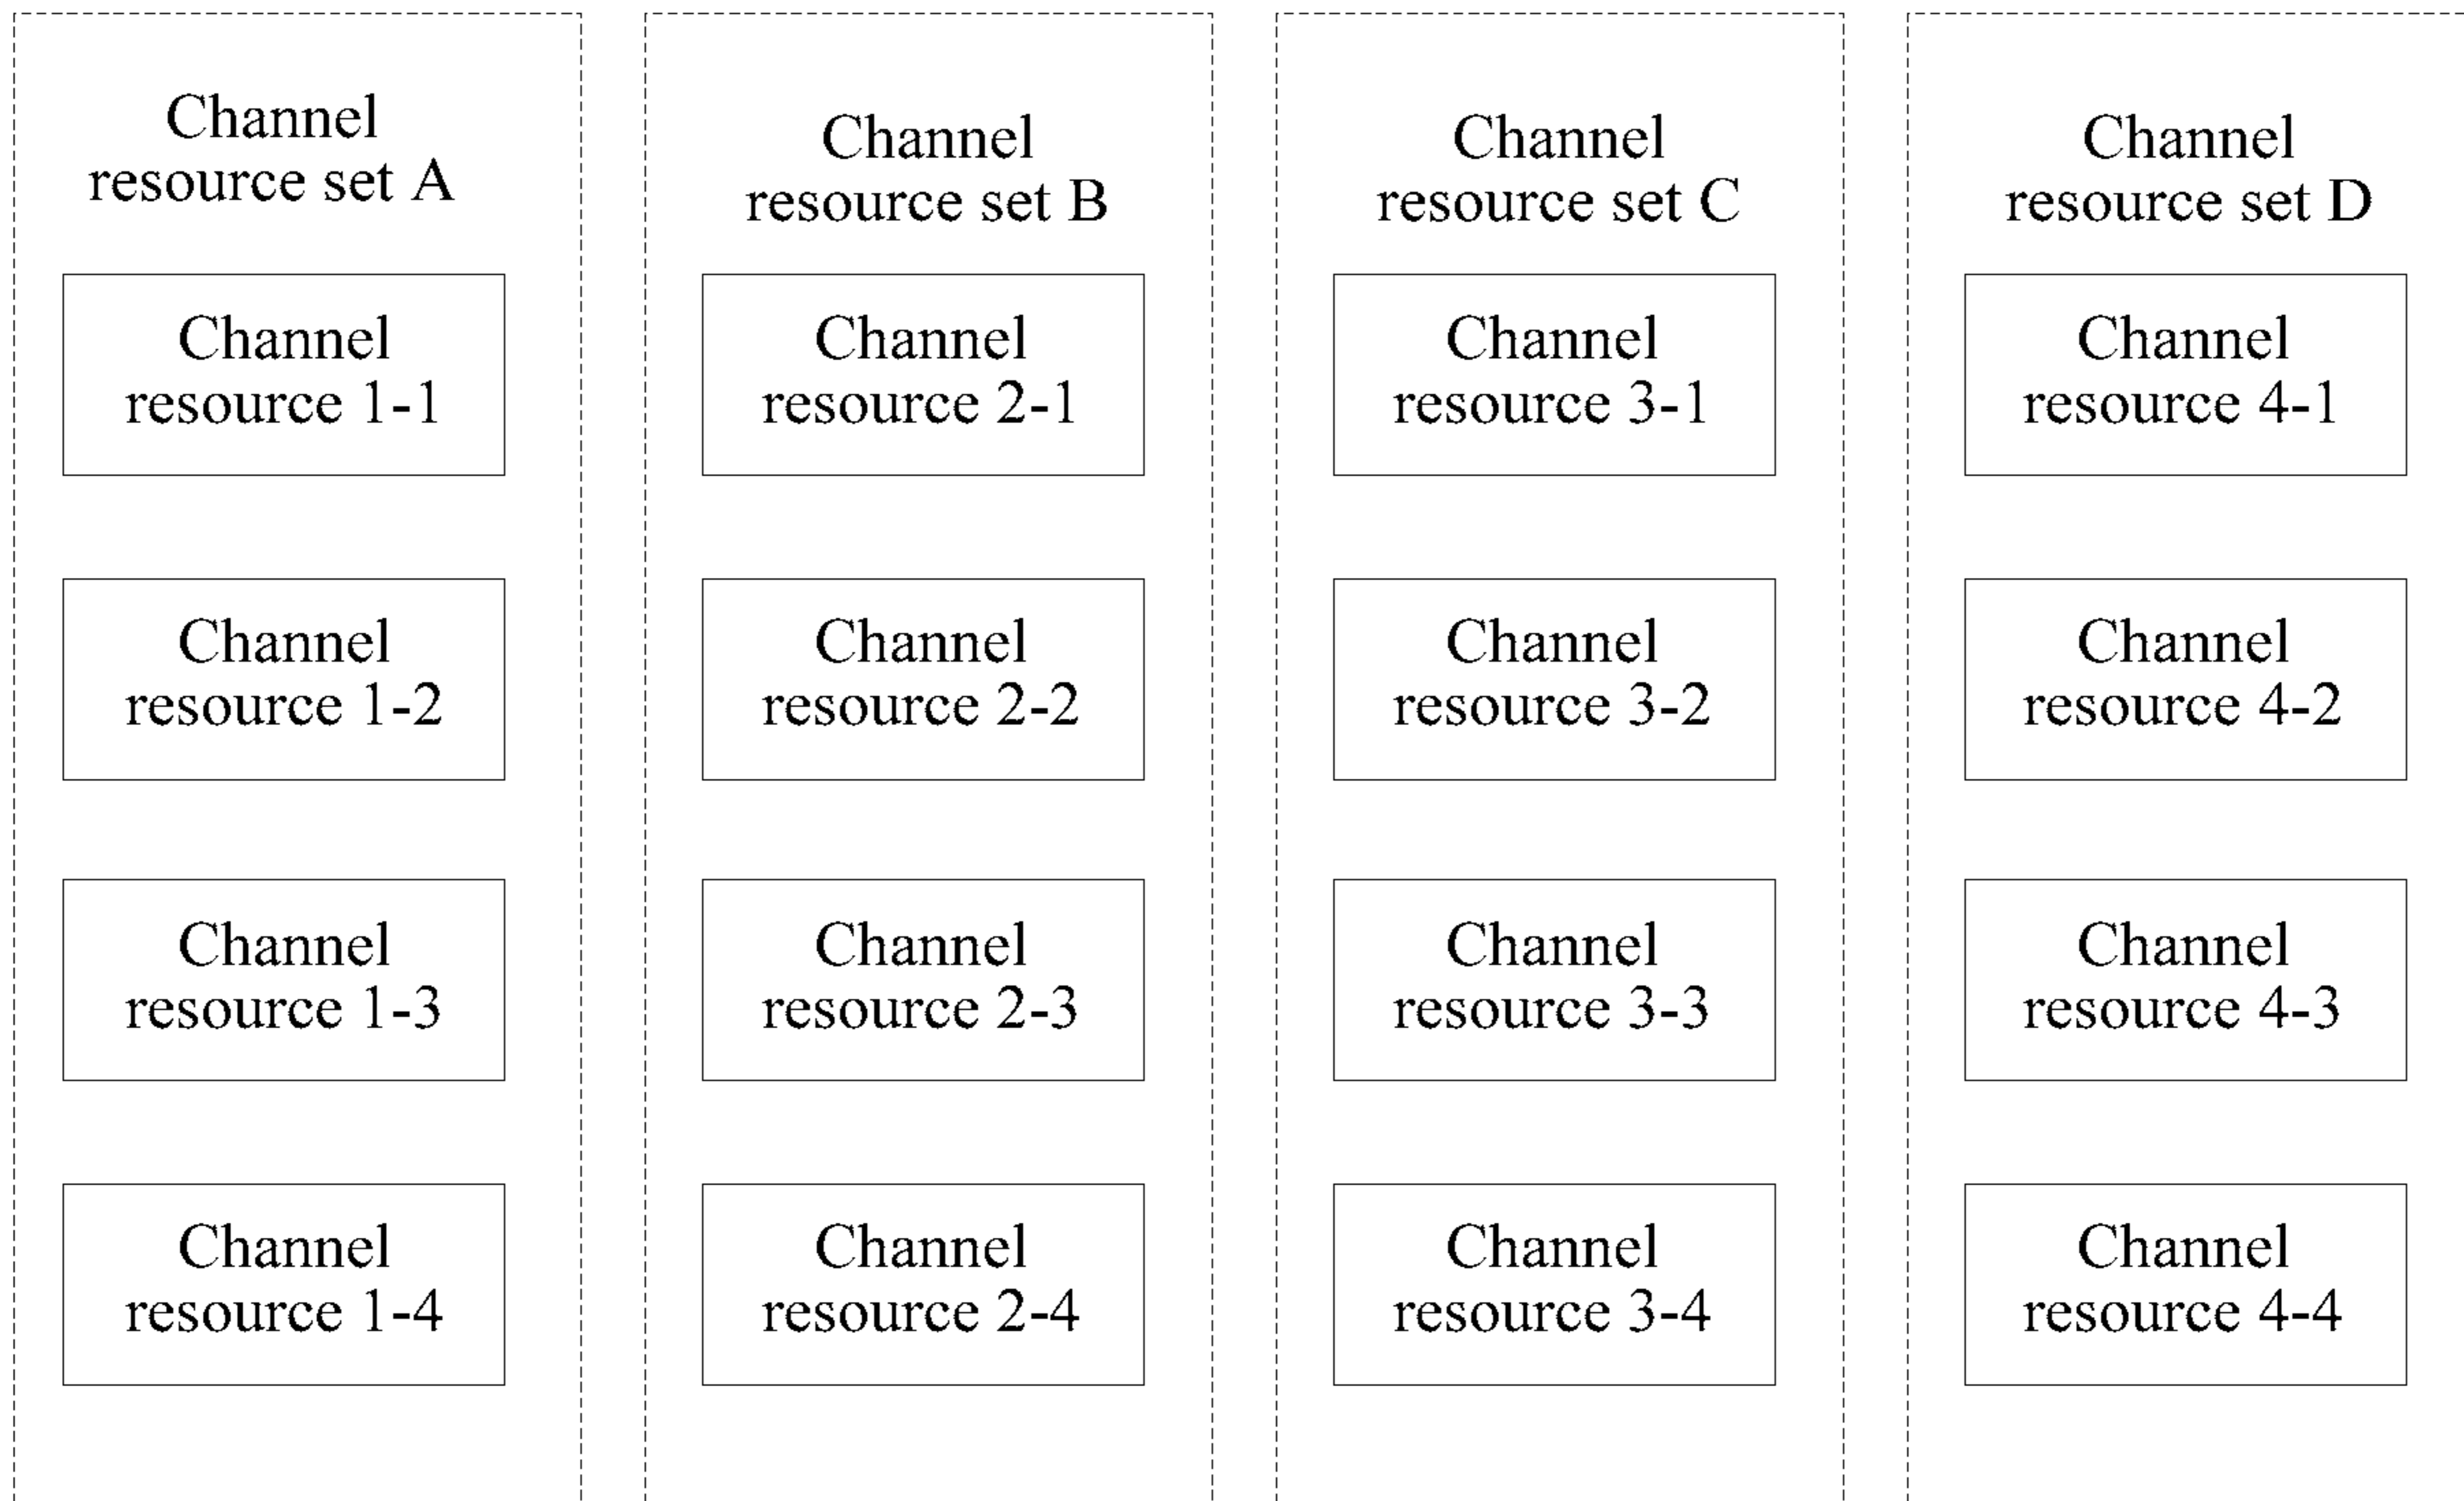 Channel
resource set A
Channel
resource 1-1
Channel
resource 1-2
Channel
resource 1-3
Channel
resource 1-4
Channel
resource set B
Channel
resource 2-1
Channel
resource 2-2
Channel
resource 2-3
Channel
resource 2-4
Channel
resource set C
Channel
resource 3-1
Channel
resource 3-2
Channel
resource 3-3
Channel
resource 3-4
Channel
resource set D
Channel
resource 4-1
Channel
resource 4-2
Channel
resource 4-3
Channel
resource 4-4